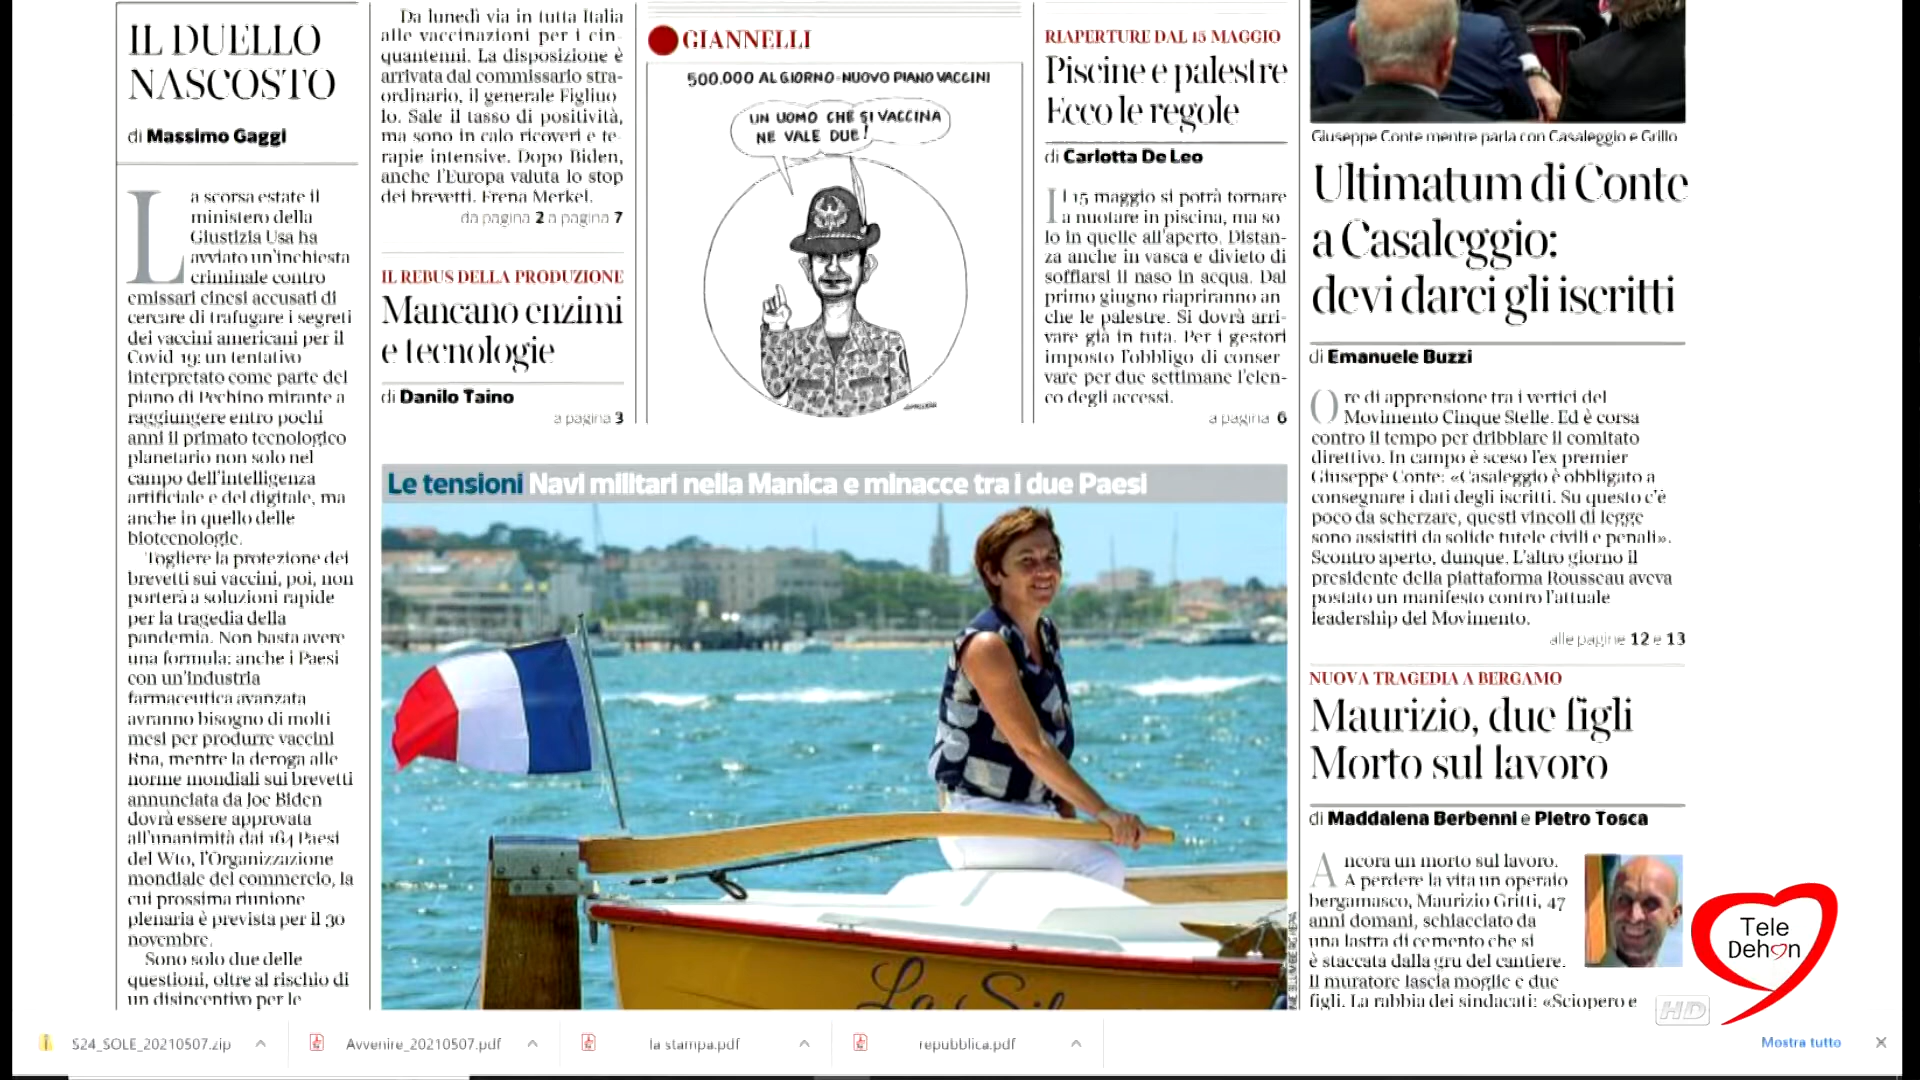 IL DUELLO
NASCOSTO
di Massimo Gaggi
La scorsa estate il
ministero della
Giustizia Usa ha
avviato un'inchiesta
criminale contro
emissari cinesi accusati di
cercare di trafugare i segreti
dei vaccini americani per il
Covid-19: un tentativo
interpretato come parte del
piano di Pechino mirante a
raggiungere entro pochi
anni il primato tecnologico
planetario non solo nel
campo dell'intelligenza
artificiale e del digitale, ma
anche in quello delle
biotecnologie.
Togliere la protezione dei
brevetti sui vaccini, poi, non
porterà a soluzioni rapide
per la tragedia della
pandemia. Non basta avere
una formula: anche i Paesi
con un'industria
farmaceutica avanzata
avranno bisogno di molti
mesi per produrre vaccini
Rna, mentre la deroga alle
norme mondiali sui brevetti
annunciata da Joe Biden
dovrà essere approvata
all'unanimità dai 164 Paesi
del Wto, l'Organizzazione
mondiale del commercio, la
cui prossima riunione
plenaria è prevista per il 30
novembre.
Sono solo due delle
questioni, oltre al rischio di
un disincentivo per le
Da lunedì via in tutta Italia
alle vaccinazioni per i cin-
quantenni. La disposizione è
arrivata dal commissario stra-
ordinario, il generale Figliuo
lo. Sale il tasso di positività,
ma sono in calo ricoveri e te-
rapie intensive. Dopo Biden,
anche l'Europa valuta lo stop
dei brevetti. Frena Merkel.
da pagina 2 a pagina 7
IL REBUS DELLA PRODUZIONE
Mancano enzimi
e tecnologie
di Danilo Taino
a pagina 3
GIANNELLI
500.000 AL GIORNO - NUOVO PIANO VACCINI
UN UOMO CHE SI VACCINA
NE VALE DUE!
RIAPERTURE DAL 15 MAGGIO
Piscine e palestre
Ecco le regole
di Carlotta De Leo
Il 15 maggio si potrà tornare
a nuotare in piscina, ma so
lo in quelle all'aperto. Distan-
za anche in vasca e divieto di
soffiarsi il naso in acqua. Dal
primo giugno riapriranno an
che le palestre. Si dovrà arri-
vare già in tuta. Per i gestori
imposto l'obbligo di conser
vare per due settimane l'elen-
co degli accessi.
a pagina 6
Le tensioni Navi militari nella Manica e minacce tra i due Paesi
La Sil
Giuseppe Conte mentre parla con Casaleggio e Grillo
Ultimatum di Conte
a Casaleggio:
devi darci gli iscritti
di Emanuele Buzzi
Ore di apprensione tra i vertici del
Movimento Cinque Stelle. Ed è corsa
contro il tempo per dribblare il comitato
direttivo. In campo è sceso l'ex premier
Giuseppe Conte: «Casaleggio è obbligato a
consegnare i dati degli iscritti. Su questo c'è
poco da scherzare, questi vincoli di legge
sono assistiti da solide tutele civili e penali».
Scontro aperto, dunque. L'altro giorno il
presidente della piattaforma Rousseau aveva
postato un manifesto contro l'attuale
leadership del Movimento.
alle pagine 12 e 13
NUOVA TRAGEDIA A BERGAMO
Maurizio, due figli
Morto sul lavoro
di Maddalena Berbenni e Pietro Tosca
Ancora un morto sul lavoro.
A perdere la vita un operaio
bergamasco, Maurizio Gritti, 47
anni domani, schiacciato da
una lastra di cemento che si
è staccata dalla gru del cantiere.
Il muratore lascia moglie e due
figli. La rabbia dei sindacati: «Sciopero e
Tele
Dehon
HD
S24_SOLE_20210507.zip
Avvenire_20210507.pdf
la stampa.pdf
repubblica.pdf
Mostra tutto